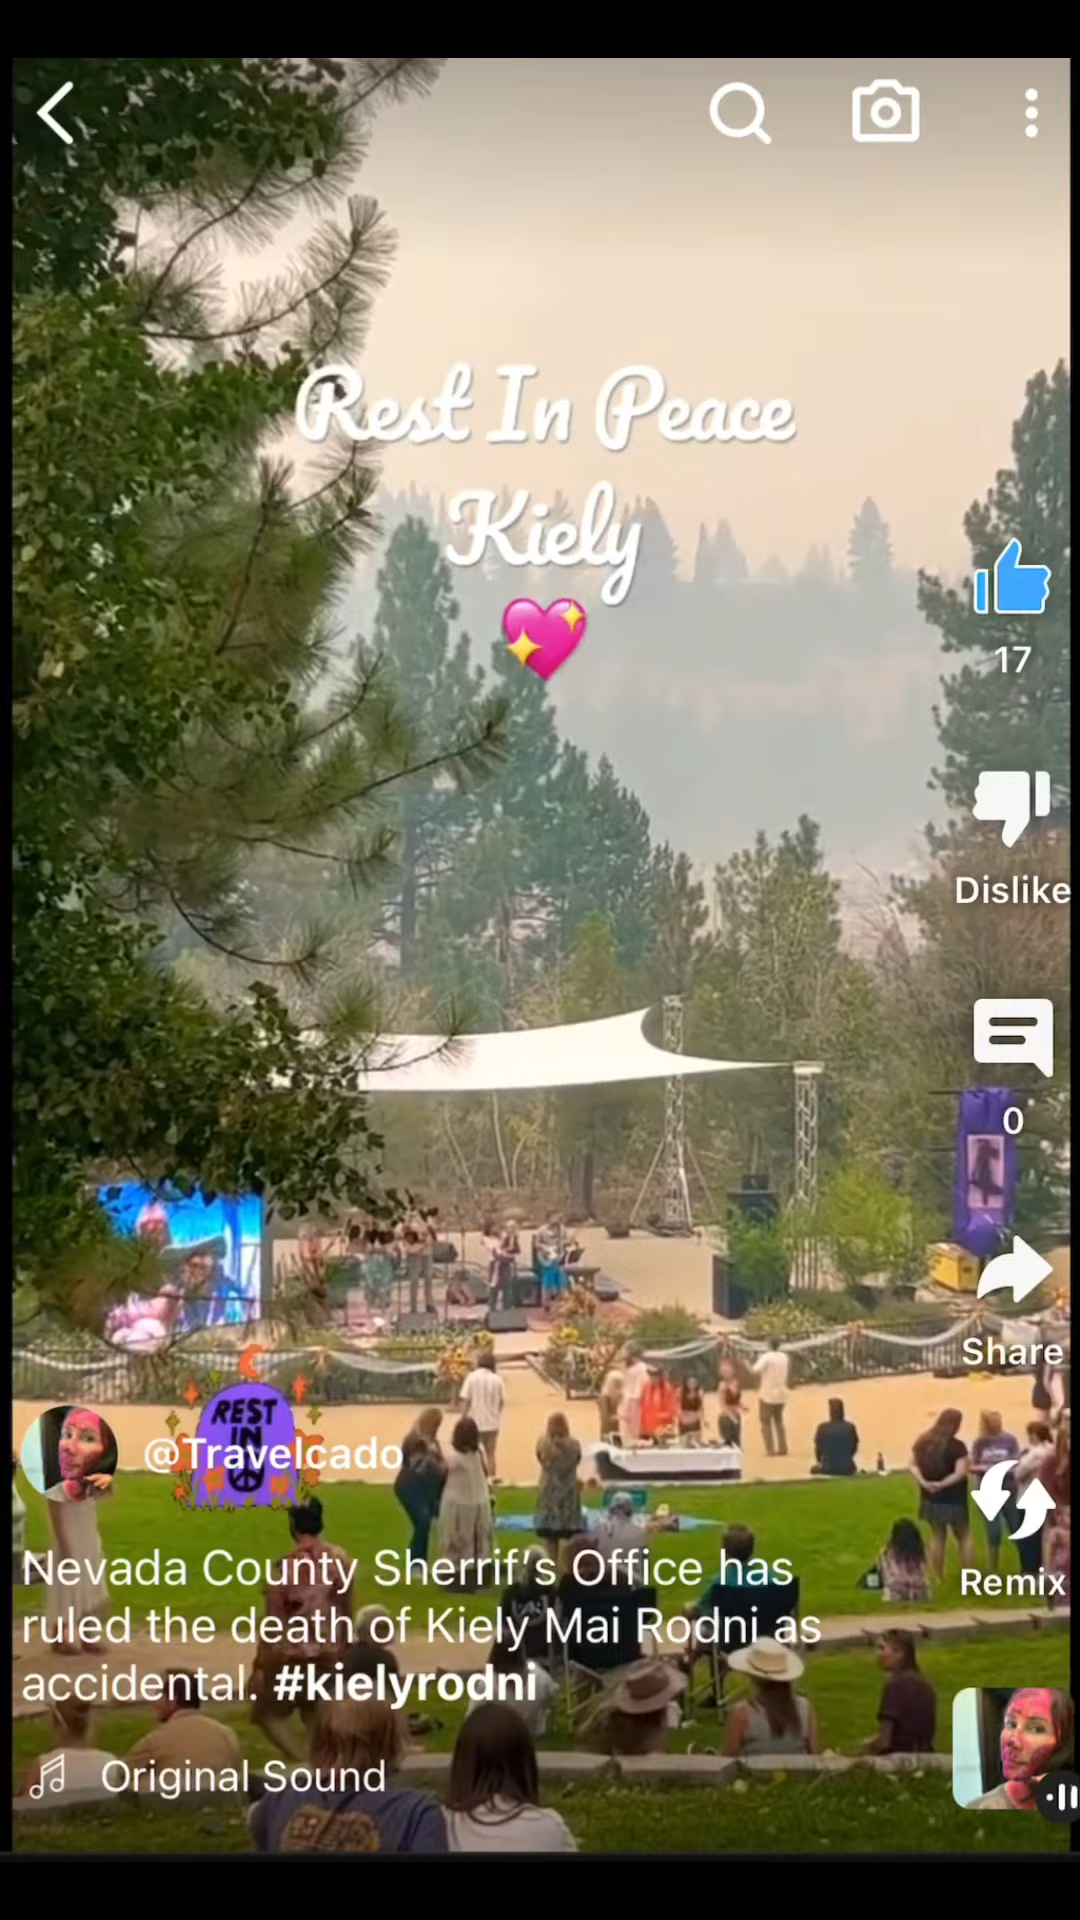 Rest In Peace
Kiely
17
Dislike
0
Share
REST
IN
@Travelcado
Nevada County Sherrif's Office has
ruled the death of Kiely Mai Rodni as
accidental. #kielyrodni
Remix
Original Sound